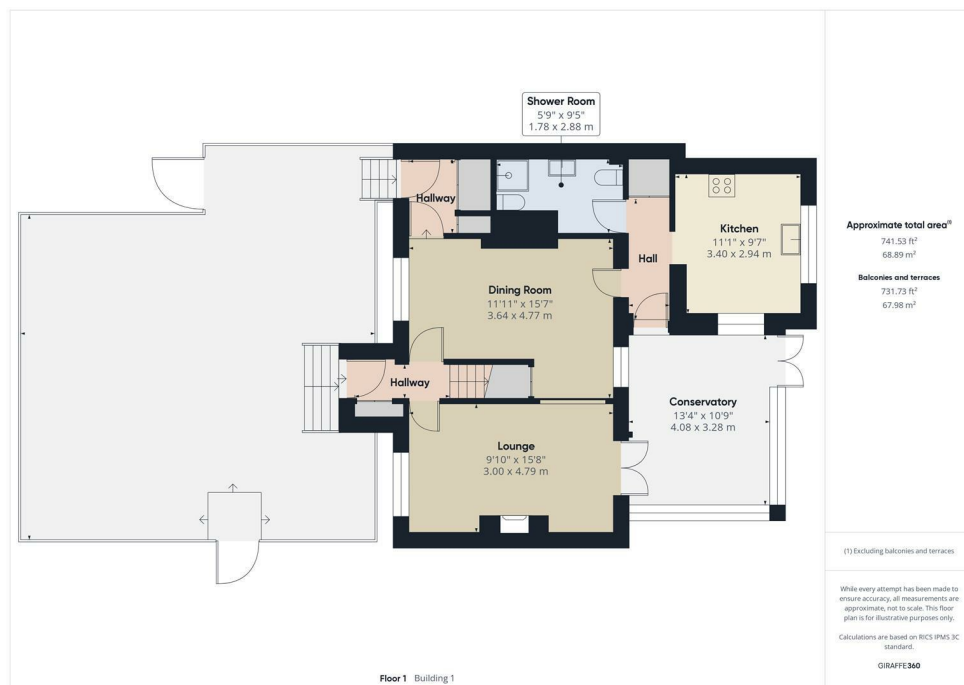 Shower Room
5'9" x 9'5"
1.78 x 2.88 m
Hallway
Kitchen
11'1" x 9'7"
3.40 x 2.94 m
Hall
Dining Room
11'11" x 15'7"
3.64 x 4.77 m
Hallway
Conservatory
13'4" x 10'9"
4.08 x 3.28 m
Lounge
9'10" x 15'8"
3.00 x 4.79 m
Approximate total area⁽¹⁾
741.53 ft²
68.89 m²
Balconies and terraces
731.73 ft²
67.98 m²
(1) Excluding balconies and terraces
While every attempt has been made to
ensure accuracy, all measurements are
approximate, not to scale. This floor
plan is for illustrative purposes only.
Calculations are based on RICS IPMS 3C
standard.
GIRAFFE360
Floor 1 Building 1